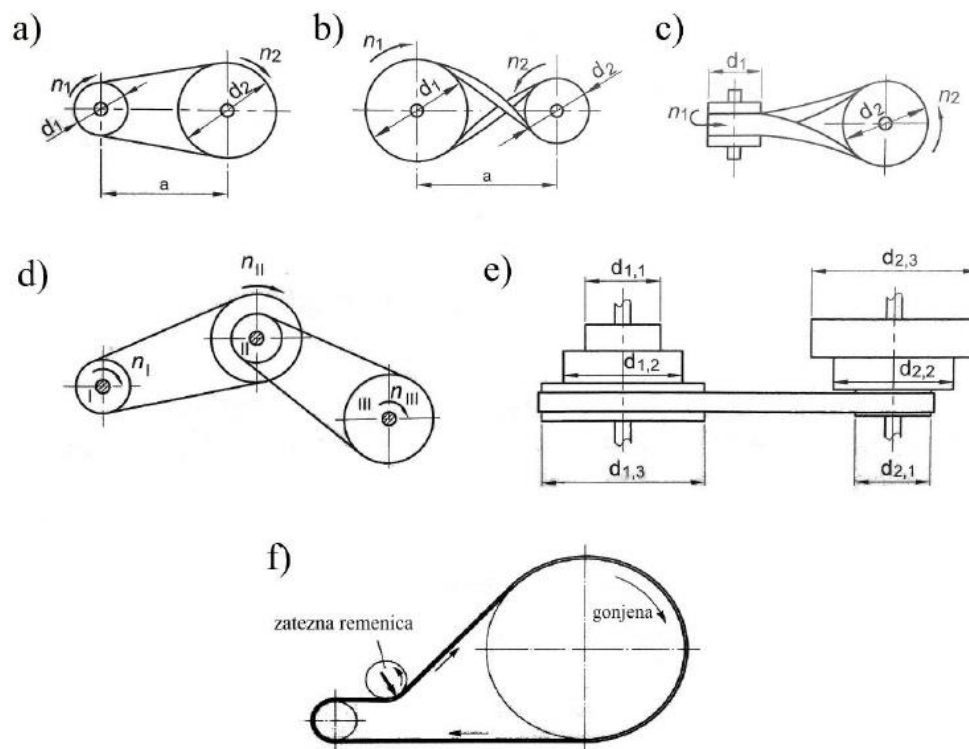 a)
n1
n2
d1
d2
a
b)
n1
n2
d1
d2
a
c)
d1
n1
d2
n2
d)
nII
nI
I
II
III
nIII
e)
d1,1
d2,3
d1,2
d2,2
d1,3
d2,1
f)
zatezna remenica
gonjena